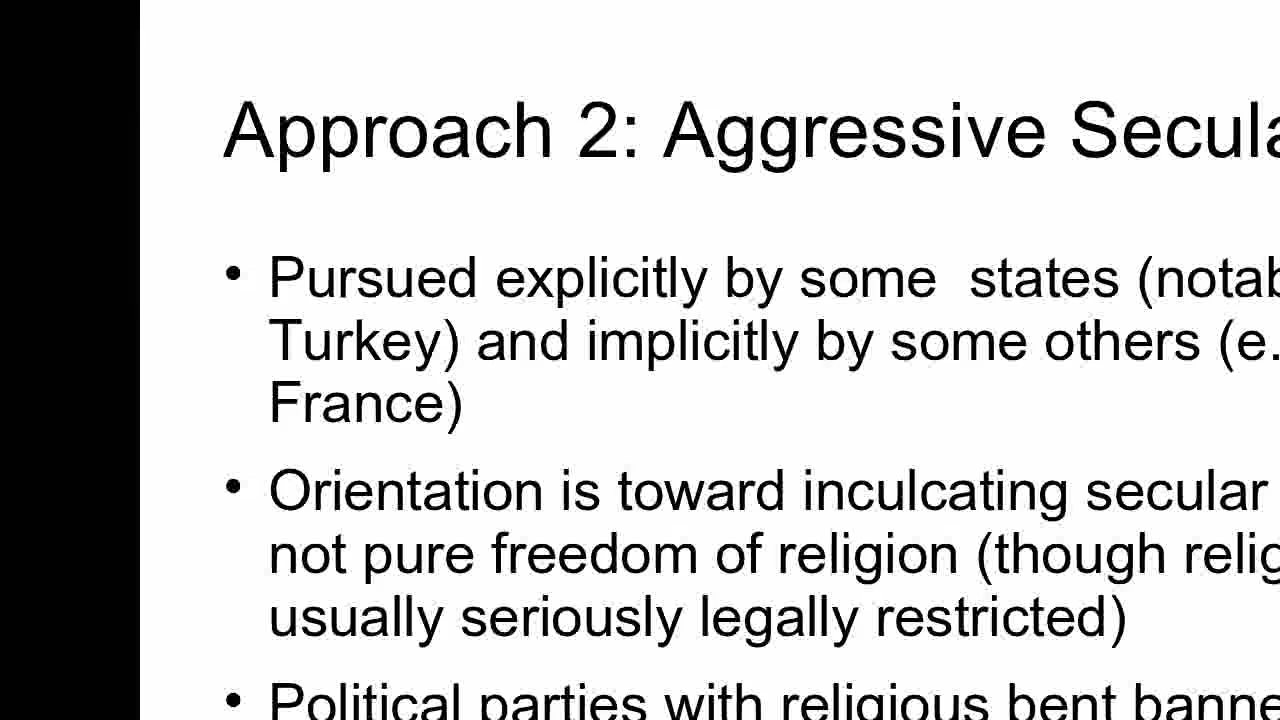 Approach 2: Aggressive Secula
• Pursued explicitly by some  states (notab
Turkey) and implicitly by some others (e.
France)
• Orientation is toward inculcating secular
not pure freedom of religion (though relig
usually seriously legally restricted)
• Political parties with religious bent banne